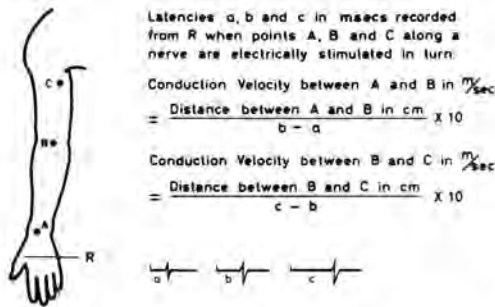 Latencies a, b and c in msecs recorded
from R when points A, B and C along a
nerve are electrically stimulated in turn
Conduction Velocity between A and B in m/sec
= Distance between A and B in cm
b - a
X 10
Conduction Velocity between B and C in m/sec
= Distance between B and C in cm
c - b
X 10
C
B
A
R
a
b
c